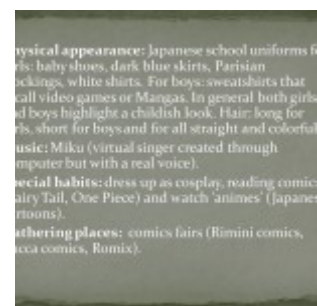 ysical appearance: Japanese school uniforms f
rls: baby shoes, dark blue skirts, Parisian
ockings, white shirts. For boys: sweatshirts that
call video games or Mangas. In general both girls
d boys highlight a childish look. Hair: long for
rls, short for boys and for all straight and colorful
usic: Miku (virtual singer created through
mputer but with a real voice).
ecial habits: dress up as cosplay, reading comic
airy Tail, One Piece) and watch 'animes' (Japanes
rtoons).
athering places: comics fairs (Rimini comics,
ucca comics, Romix).